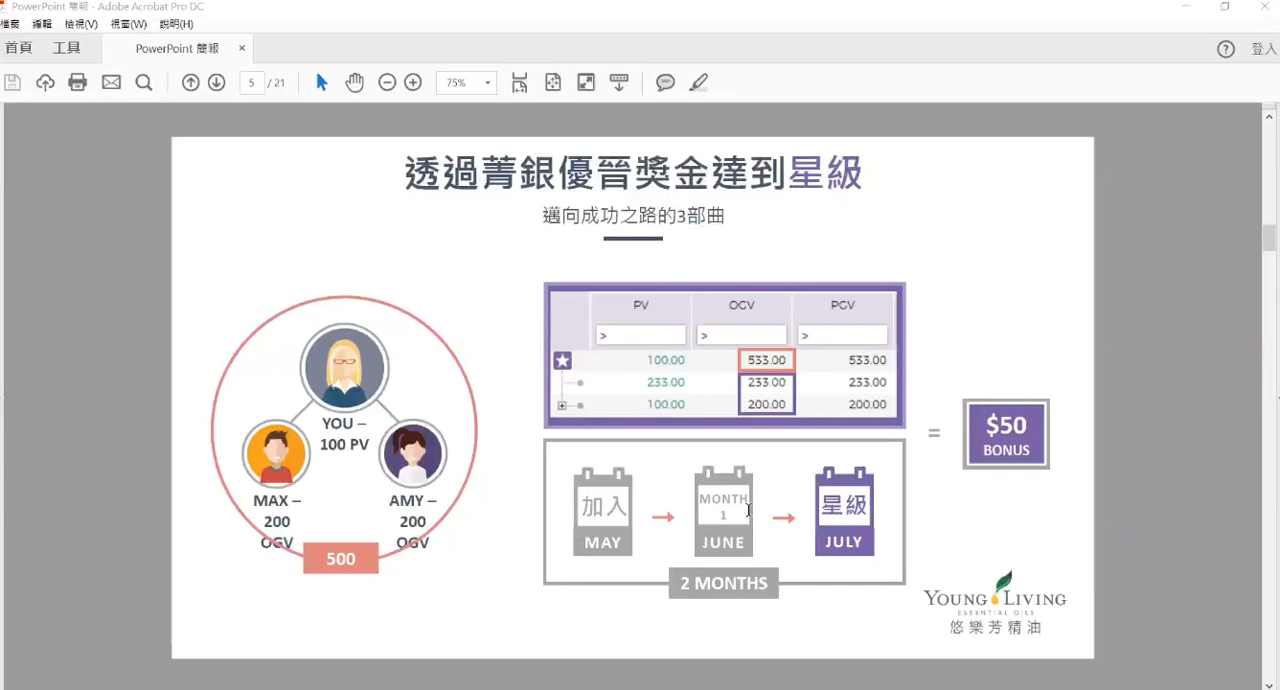 PowerPoint 簡報 - Adobe Acrobat Pro DC
檔案 編輯 檢視(V) 視窗(W) 說明(H)
首頁 工具 PowerPoint 簡報 ×
登入
5 / 21 75%
透過菁銀優晉獎金達到星級
邁向成功之路的3部曲
PV OGV PGV
> > >
100.00 533.00 533.00
233.00 233.00 233.00
100.00 200.00 200.00
YOU –
100 PV
MAX –
200
OGV
AMY –
200
OGV
500
加入
MAY
MONTH
1
JUNE
星級
JULY
2 MONTHS
=
$50
BONUS
YOUNG LIVING
ESSENTIAL OILS
悠樂芳精油